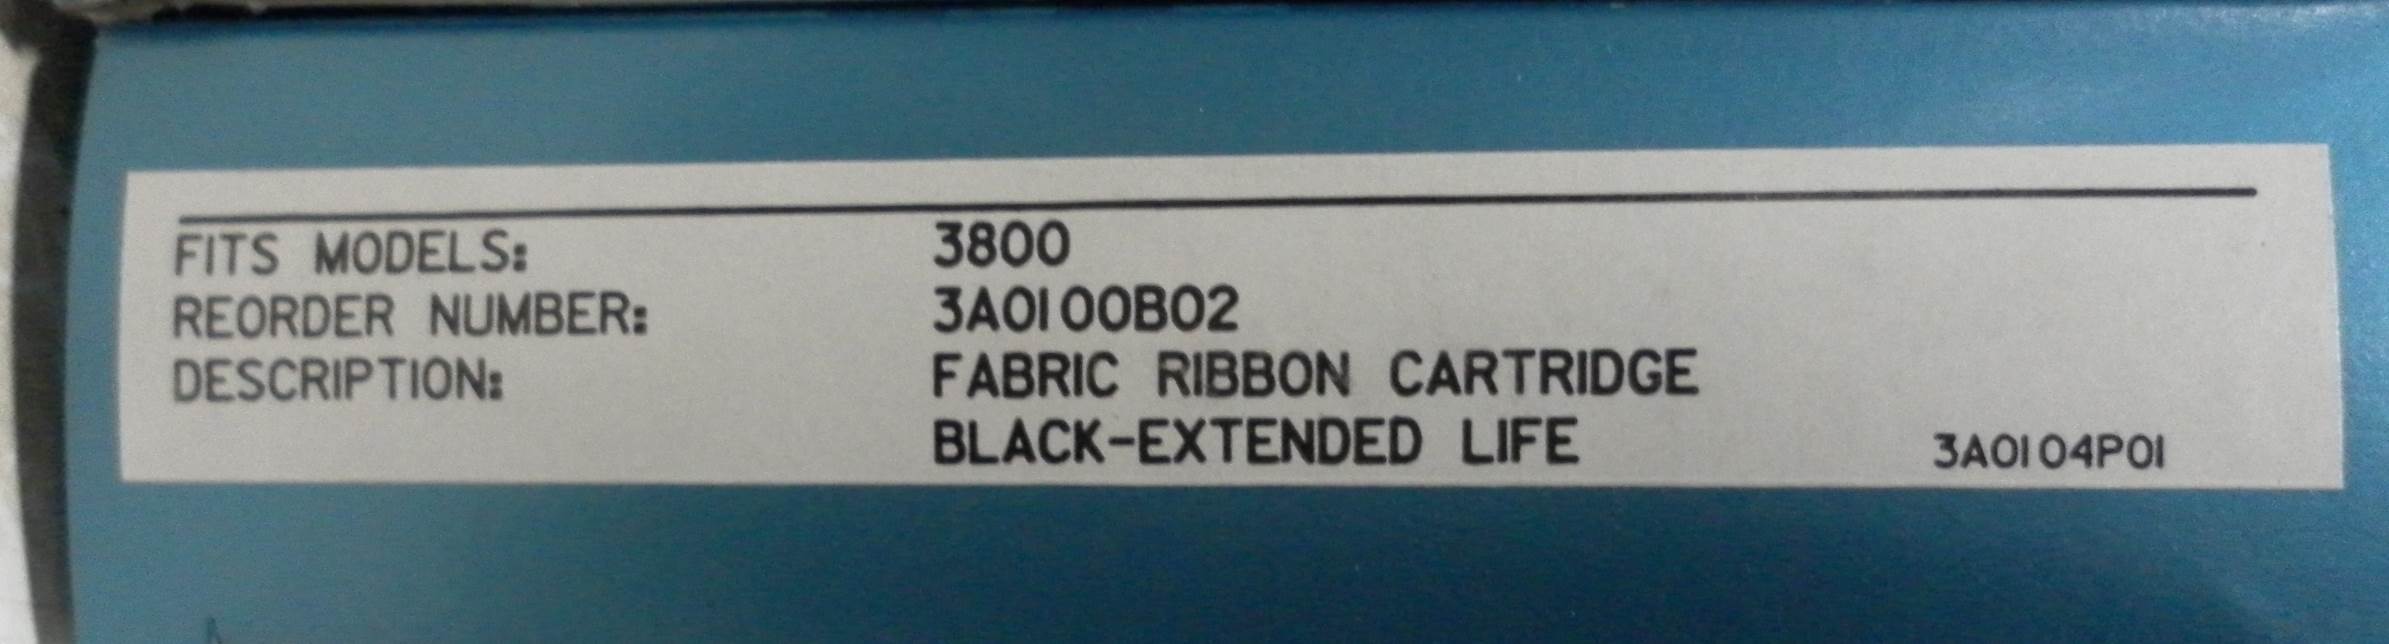 FITS MODELS: 3800
REORDER NUMBER: 3A0100B02
DESCRIPTION: FABRIC RIBBON CARTRIDGE
BLACK-EXTENDED LIFE 3A0104P01